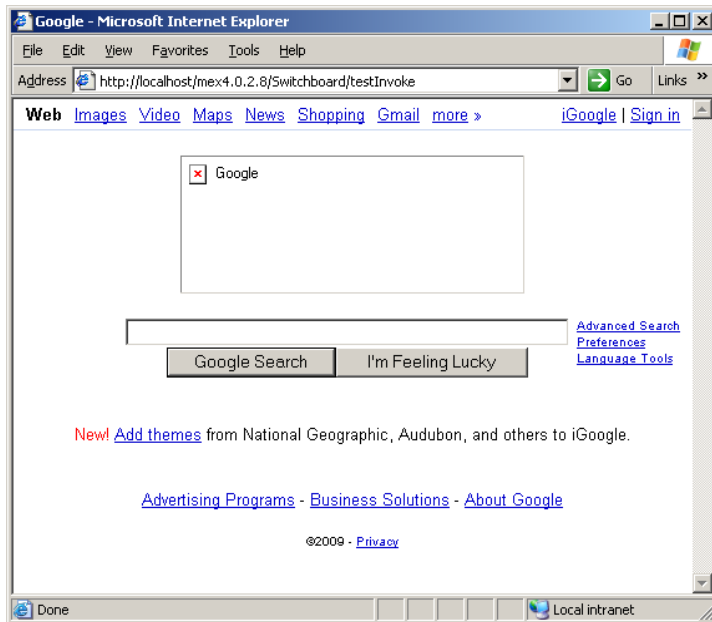 Google - Microsoft Internet Explorer
File Edit View Favorites Tools Help
Address http://localhost/mex4.0.2.8/Switchboard/testInvoke Go Links »
Web Images Video Maps News Shopping Gmail more » iGoogle | Sign in
Google
Advanced Search
Preferences
Language Tools
Google Search I'm Feeling Lucky
New! Add themes from National Geographic, Audubon, and others to iGoogle.
Advertising Programs - Business Solutions - About Google
©2009 - Privacy
Done Local intranet